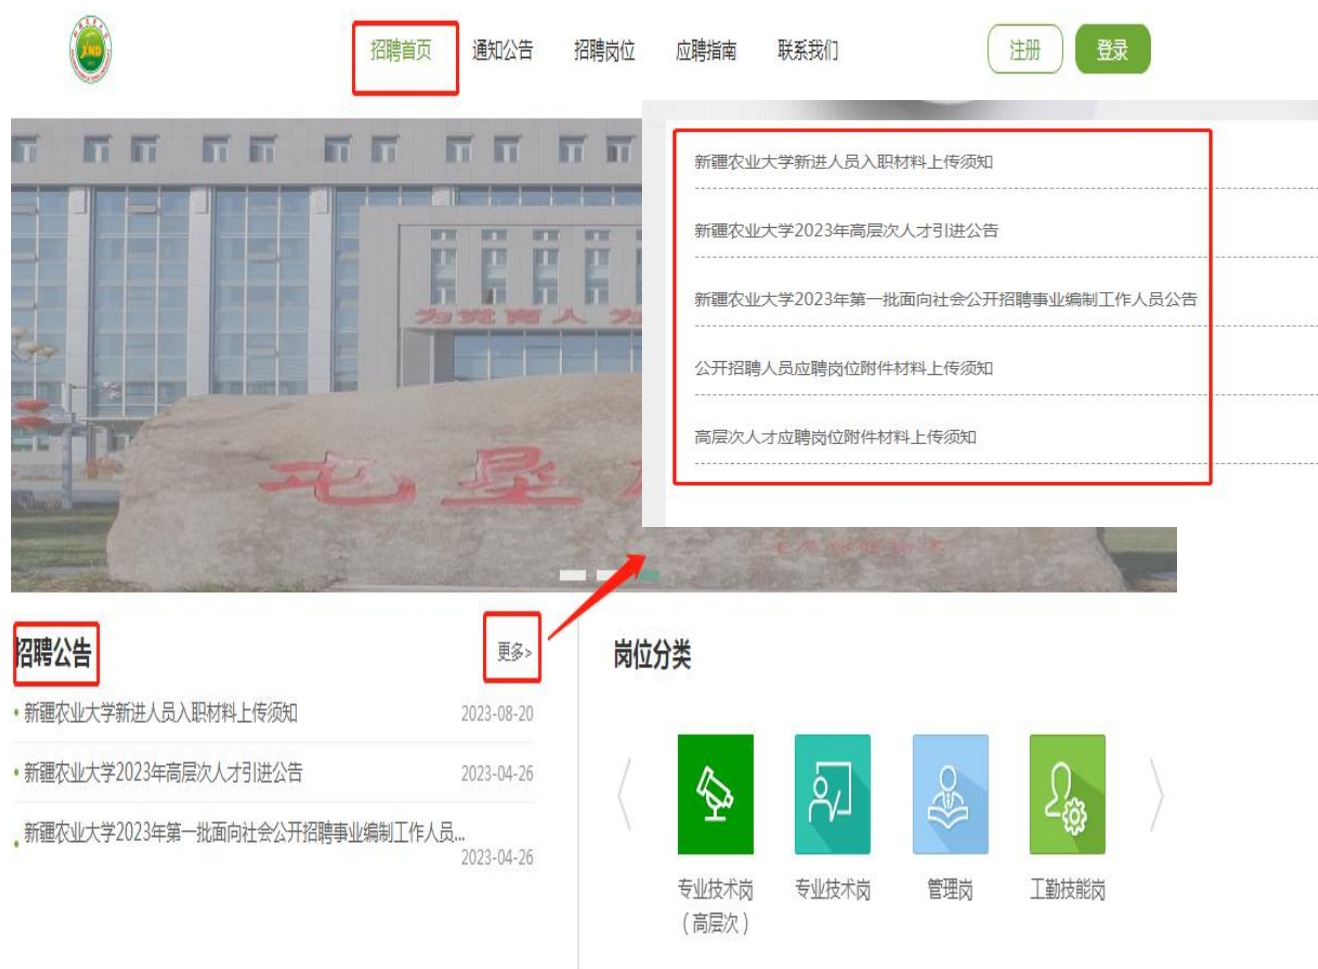 招聘首页
通知公告
招聘岗位
应聘指南
联系我们
注册
登录
新疆农业大学新进人员入职材料上传须知
新疆农业大学2023年高层次人才引进公告
新疆农业大学2023年第一批面向社会公开招聘事业编制工作人员公告
公开招聘人员应聘岗位附件材料上传须知
高层次人才应聘岗位附件材料上传须知
为党育人 为
屯垦
招聘公告
更多>
新疆农业大学新进人员入职材料上传须知
2023-08-20
新疆农业大学2023年高层次人才引进公告
2023-04-26
新疆农业大学2023年第一批面向社会公开招聘事业编制工作人员...
2023-04-26
岗位分类
专业技术岗
（高层次）
专业技术岗
管理岗
工勤技能岗